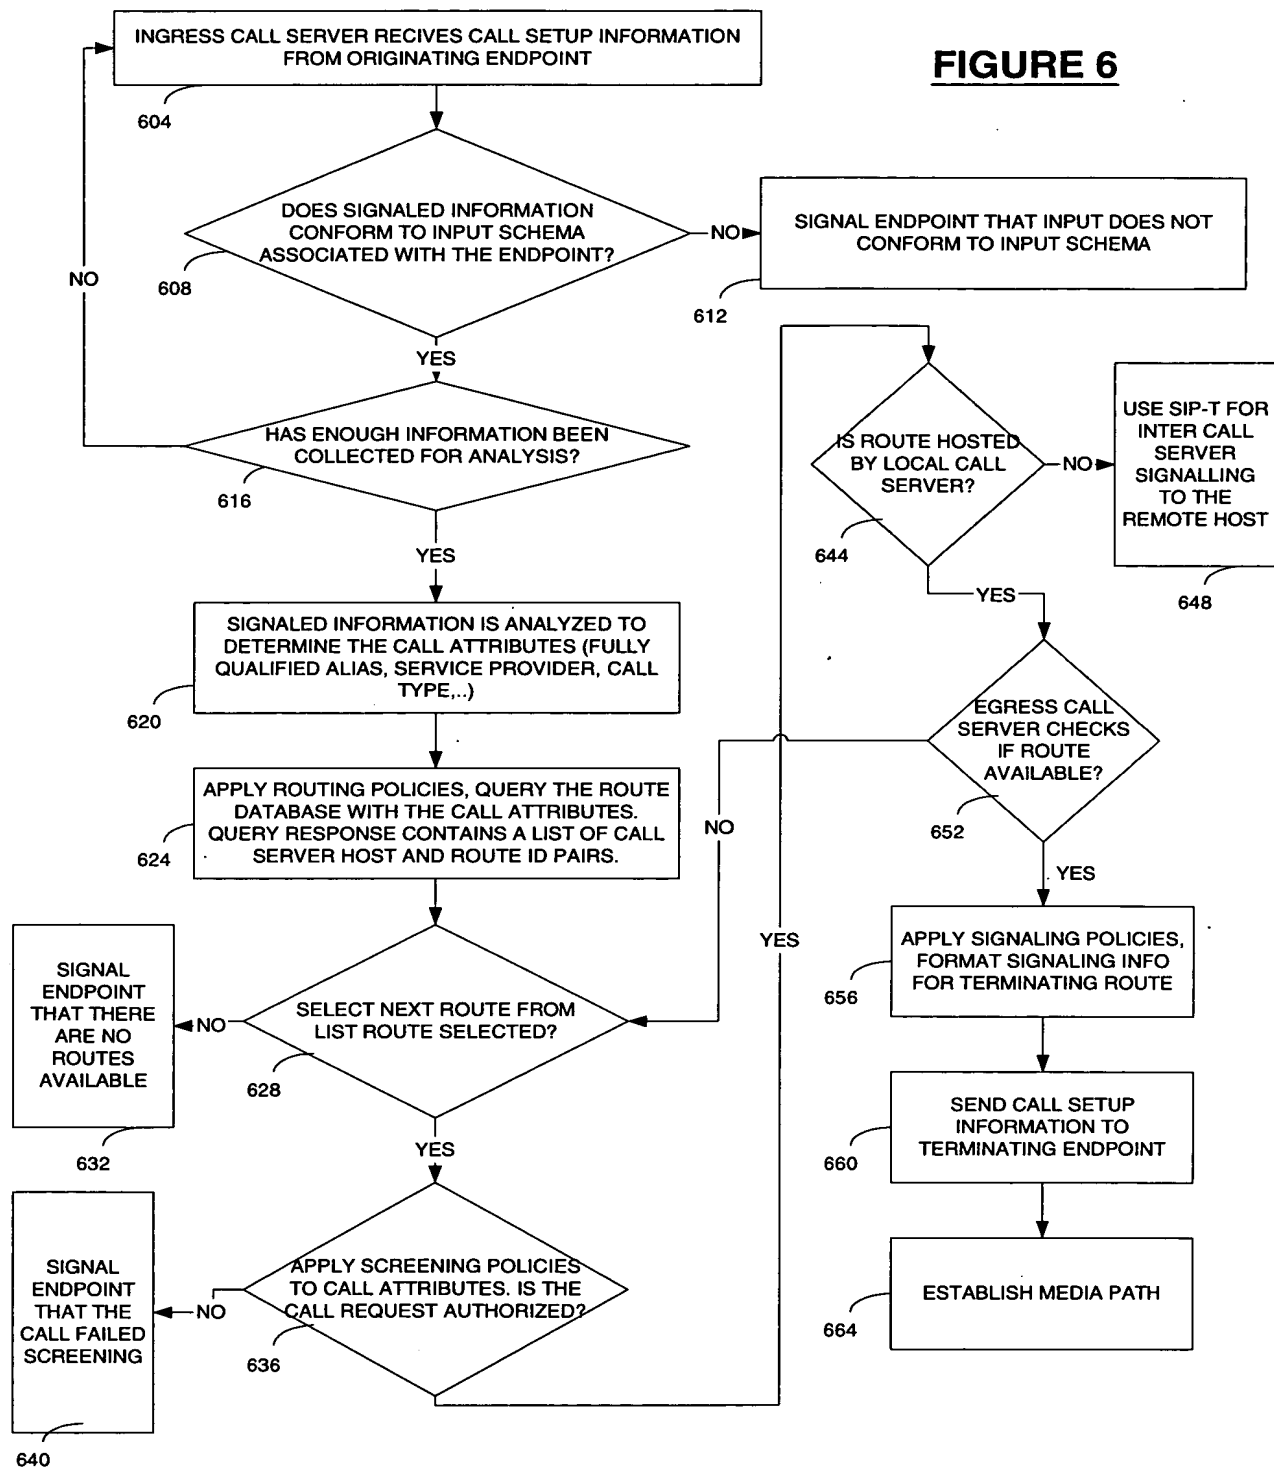 FIGURE 6
INGRESS CALL SERVER RECIVES CALL SETUP INFORMATION
FROM ORIGINATING ENDPOINT
604
DOES SIGNALED INFORMATION
CONFORM TO INPUT SCHEMA
ASSOCIATED WITH THE ENDPOINT?
608
NO
SIGNAL ENDPOINT THAT INPUT DOES NOT
CONFORM TO INPUT SCHEMA
612
YES
NO
HAS ENOUGH INFORMATION BEEN
COLLECTED FOR ANALYSIS?
616
YES
SIGNALED INFORMATION IS ANALYZED TO
DETERMINE THE CALL ATTRIBUTES (FULLY
QUALIFIED ALIAS, SERVICE PROVIDER, CALL
TYPE,..)
620
APPLY ROUTING POLICIES, QUERY THE ROUTE
DATABASE WITH THE CALL ATTRIBUTES.
QUERY RESPONSE CONTAINS A LIST OF CALL
SERVER HOST AND ROUTE ID PAIRS.
624
SELECT NEXT ROUTE FROM
LIST ROUTE SELECTED?
628
NO
SIGNAL
ENDPOINT
THAT THERE
ARE NO
ROUTES
AVAILABLE
632
YES
APPLY SCREENING POLICIES
TO CALL ATTRIBUTES. IS THE
CALL REQUEST AUTHORIZED?
636
NO
SIGNAL
ENDPOINT
THAT THE
CALL FAILED
SCREENING
640
YES
IS ROUTE HOSTED
BY LOCAL CALL
SERVER?
644
NO
USE SIP-T FOR
INTER CALL
SERVER
SIGNALLING
TO THE
REMOTE HOST
648
YES
EGRESS CALL
SERVER CHECKS
IF ROUTE
AVAILABLE?
652
NO
YES
APPLY SIGNALING POLICIES,
FORMAT SIGNALING INFO
FOR TERMINATING ROUTE
656
SEND CALL SETUP
INFORMATION TO
TERMINATING ENDPOINT
660
ESTABLISH MEDIA PATH
664